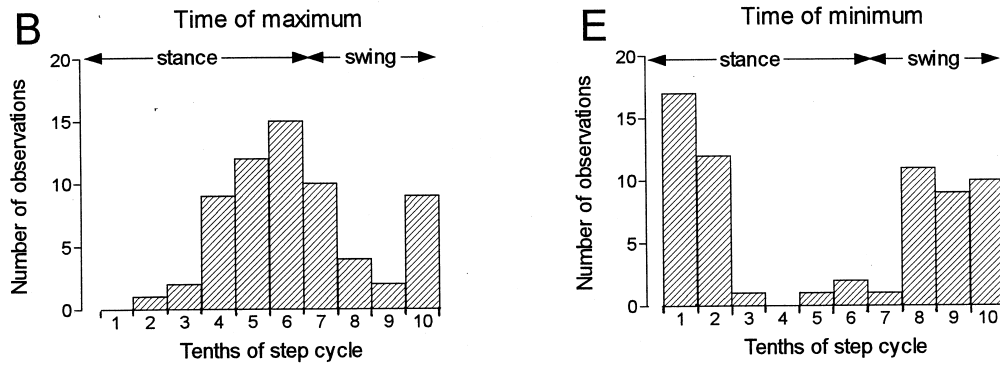 B
Time of maximum
stance
swing
Number of observations
20
15
10
5
0
1 2 3 4 5 6 7 8 9 10
Tenths of step cycle
E
Time of minimum
stance
swing
Number of observations
20
15
10
5
0
1 2 3 4 5 6 7 8 9 10
Tenths of step cycle